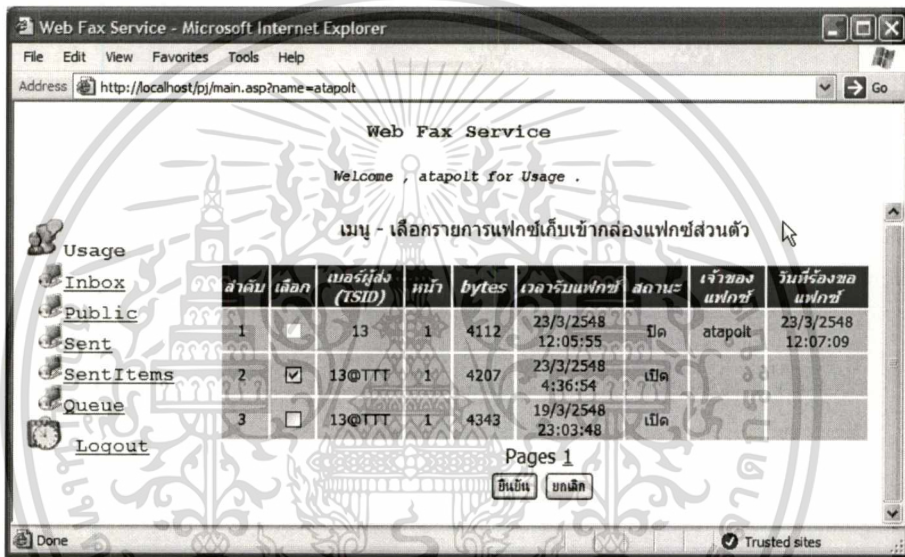 Web Fax Service - Microsoft Internet Explorer
File Edit View Favorites Tools Help
Address http://localhost/pj/main.asp?name=atapolt Go
Web Fax Service
Welcome , atapolt for Usage .
เมนู - เลือกรายการแฟกซ์เก็บเข้ากล่องแฟกซ์ส่วนตัว
Usage
Inbox
Public
Sent
SentItems
Queue
Logout
ลำดับ เลือก เบอร์ผู้ส่ง (TSID) หน้า bytes เวลารับแฟกซ์ สถานะ เจ้าของแฟกซ์ วันที่ร้องขอแฟกซ์
1 13 1 4112 23/3/2548 12:05:55 ปิด atapolt 23/3/2548 12:07:09
2 13@TTT 1 4207 23/3/2548 4:36:54 เปิด
3 13@TTT 1 4343 19/3/2548 23:03:48 เปิด
Pages 1
ยืนยัน ยกเลิก
Done Trusted sites